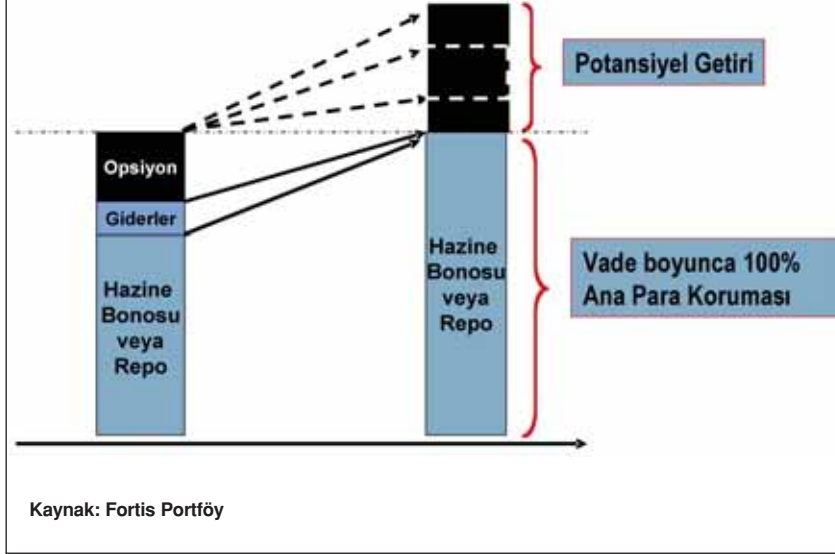 Potansiyel Getiri
Opsiyon
Giderler
Hazine
Bonosu
veya
Repo
Hazine
Bonosu
veya
Repo
Vade boyunca 100%
Ana Para Koruması
Kaynak: Fortis Portföy